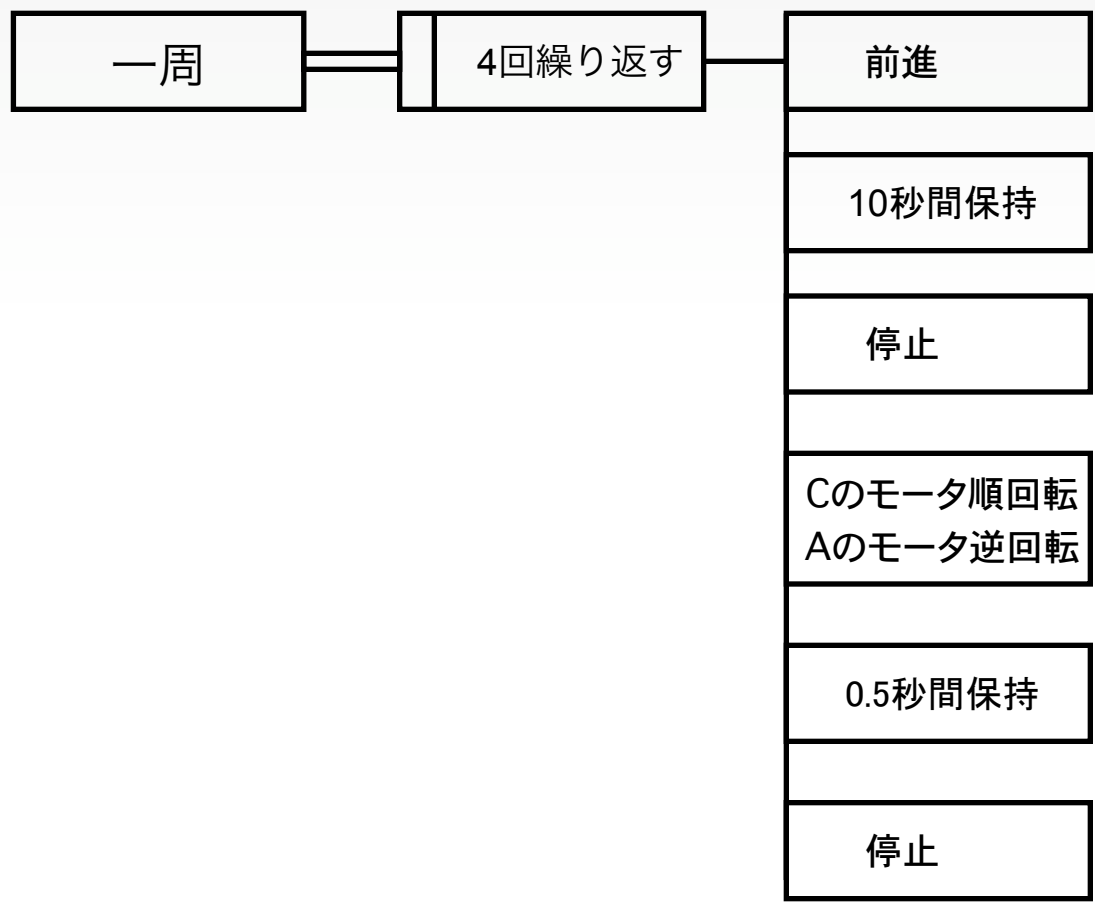 一周
4回繰り返す
前進
10秒間保持
停止
Cのモータ順回転
Aのモータ逆回転
0.5秒間保持
停止